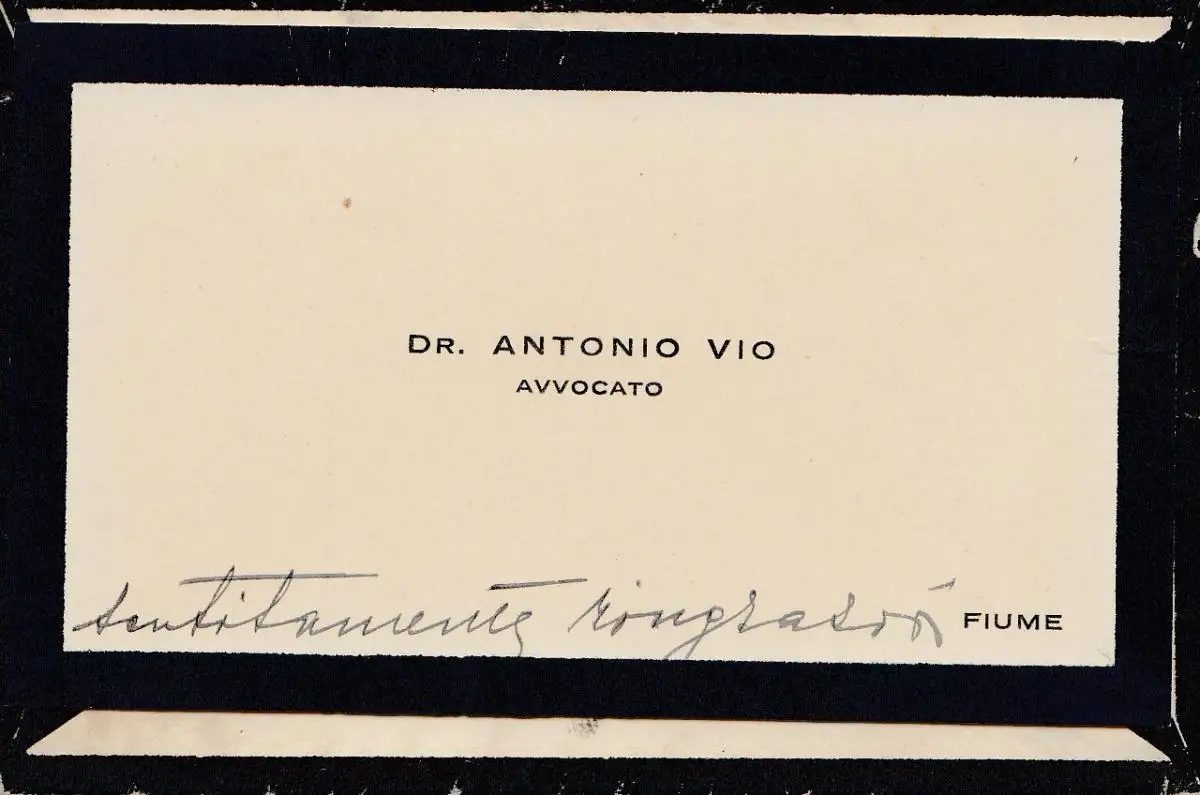 DR. ANTONIO VIO
AVVOCATO
sentitamente ringrazia
FIUME